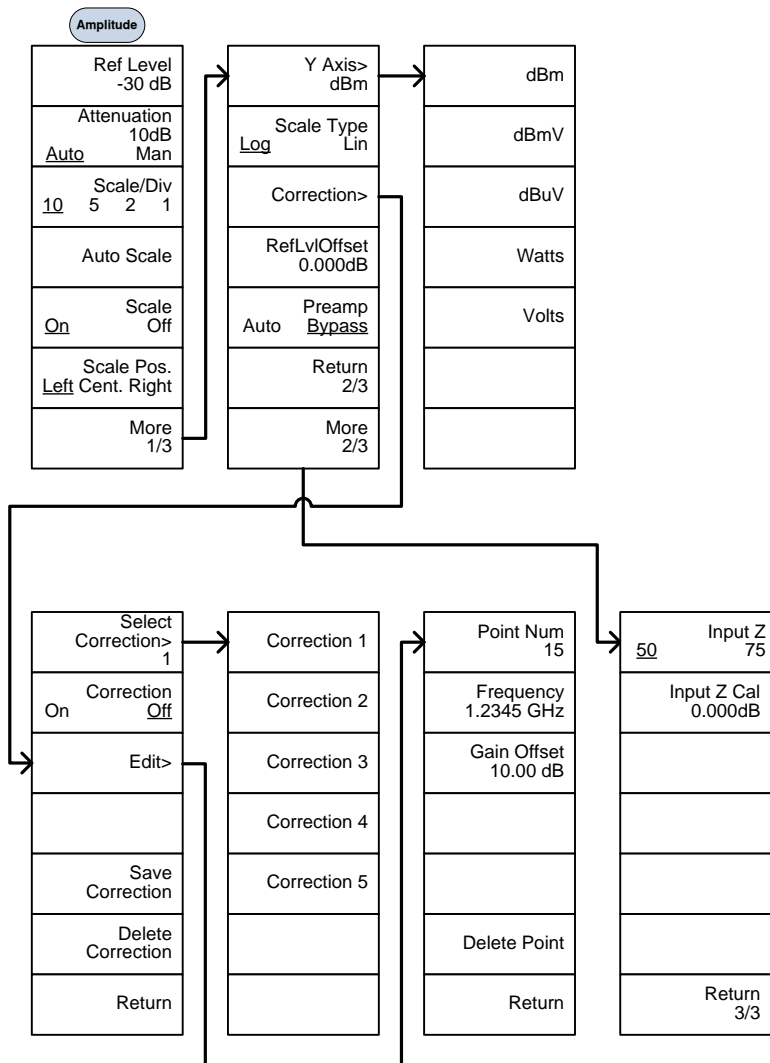 Amplitude
Ref Level
-30 dB
Attenuation
10dB
Auto Man
Scale/Div
10 5 2 1
Auto Scale
Scale
On Off
Scale Pos.
Left Cent. Right
More
1/3
Y Axis>
dBm
Scale Type
Log Lin
Correction>
RefLvlOffset
0.000dB
Preamp
Auto Bypass
Return
2/3
More
2/3
dBm
dBmV
dBuV
Watts
Volts
Select
Correction>
1
Correction
On Off
Edit>
Save
Correction
Delete
Correction
Return
Correction 1
Correction 2
Correction 3
Correction 4
Correction 5
Point Num
15
Frequency
1.2345 GHz
Gain Offset
10.00 dB
Delete Point
Return
Input Z
50 75
Input Z Cal
0.000dB
Return
3/3